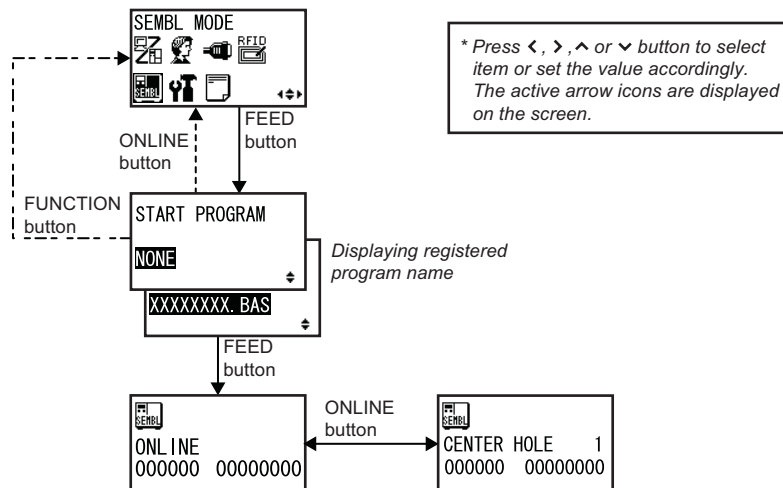 SEMBL MODE
RFID
SEMBL
ONLINE
button
FEED
button
* Press <, >, ^ or ˅ button to select
item or set the value accordingly.
The active arrow icons are displayed
on the screen.
FUNCTION
button
START PROGRAM
NONE
Displaying registered
program name
XXXXXXXX.BAS
FEED
button
SEMBL
ONLINE
000000 00000000
ONLINE
button
SEMBL
CENTER HOLE 1
000000 00000000